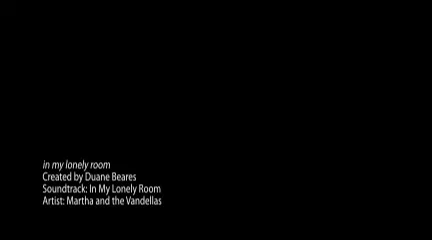 in my lonely room
Created by Duane Beares
Soundtrack: In My Lonely Room
Artist: Martha and the Vandellas